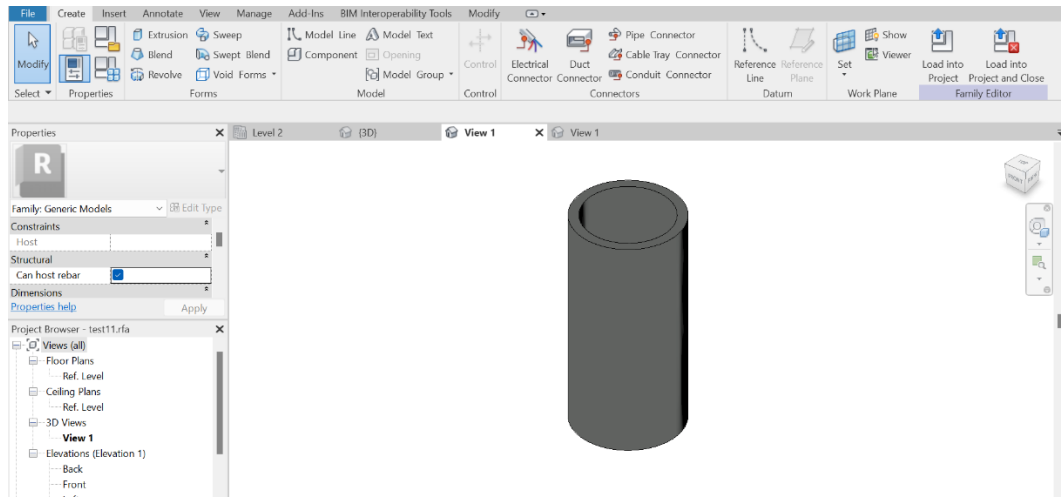 File Create Insert Annotate View Manage Add-Ins BIM Interoperability Tools Modify
Modify
Select
Properties
Extrusion Sweep
Blend Swept Blend
Revolve Void Forms
Forms
Model Line Model Text
Component Opening
Model Group
Model
Control
Control
Electrical Connector
Duct Connector
Pipe Connector
Cable Tray Connector
Conduit Connector
Connectors
Reference Line
Reference Plane
Datum
Set
Show
Viewer
Work Plane
Load into Project
Load into Project and Close
Family Editor
Properties
Level 2 {3D} View 1 View 1
R
Family: Generic Models Edit Type
Constraints
Host
Structural
Can host rebar
Dimensions
Properties help Apply
Project Browser - test11.rfa
Views (all)
Floor Plans
Ref. Level
Ceiling Plans
Ref. Level
3D Views
View 1
Elevations (Elevation 1)
Back
Front
TOP
FRONT